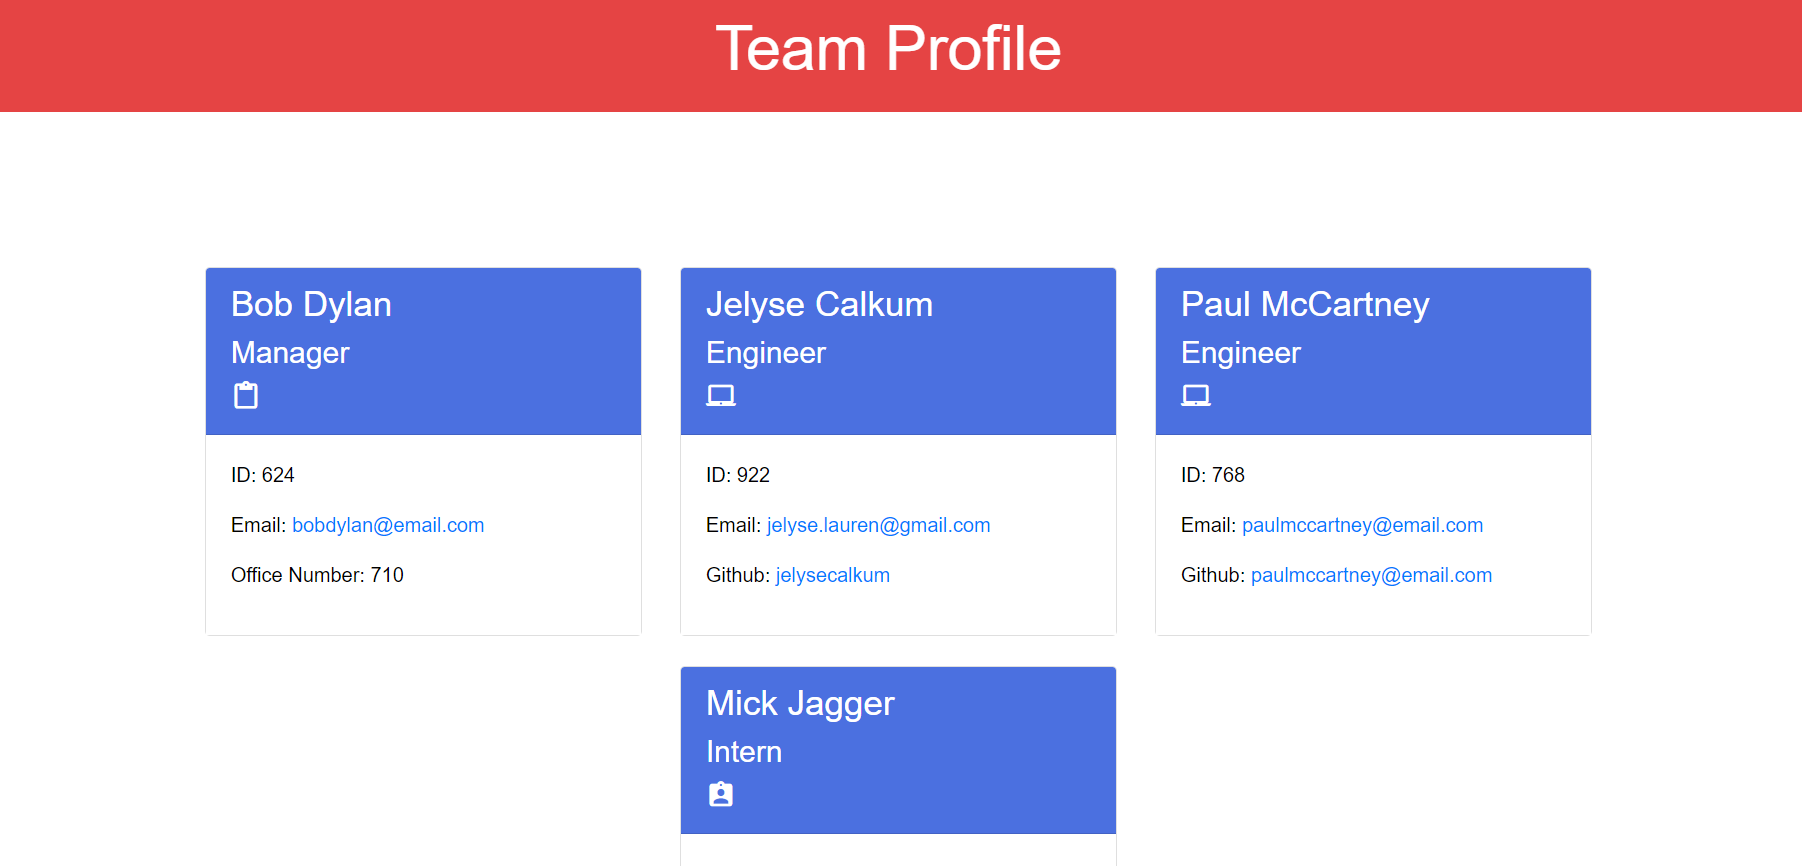 Team Profile
Bob Dylan
Manager
ID: 624
Email: bobdylan@email.com
Office Number: 710
Jelyse Calkum
Engineer
ID: 922
Email: jelyse.lauren@gmail.com
Github: jelysecalkum
Paul McCartney
Engineer
ID: 768
Email: paulmccartney@email.com
Github: paulmccartney@email.com
Mick Jagger
Intern